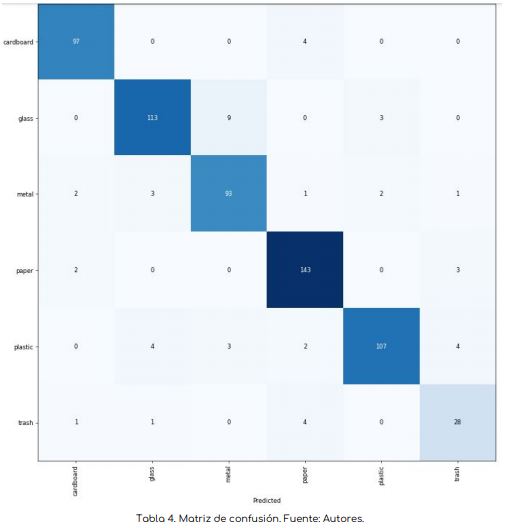 cardboard 97 0 0 4 0 0
glass 0 113 9 0 3 0
metal 2 3 93 1 2 1
paper 2 0 0 143 0 3
plastic 0 4 3 2 107 4
trash 1 1 0 4 0 28
cardboard glass metal paper plastic trash
Predicted
Tabla 4. Matriz de confusión. Fuente: Autores.